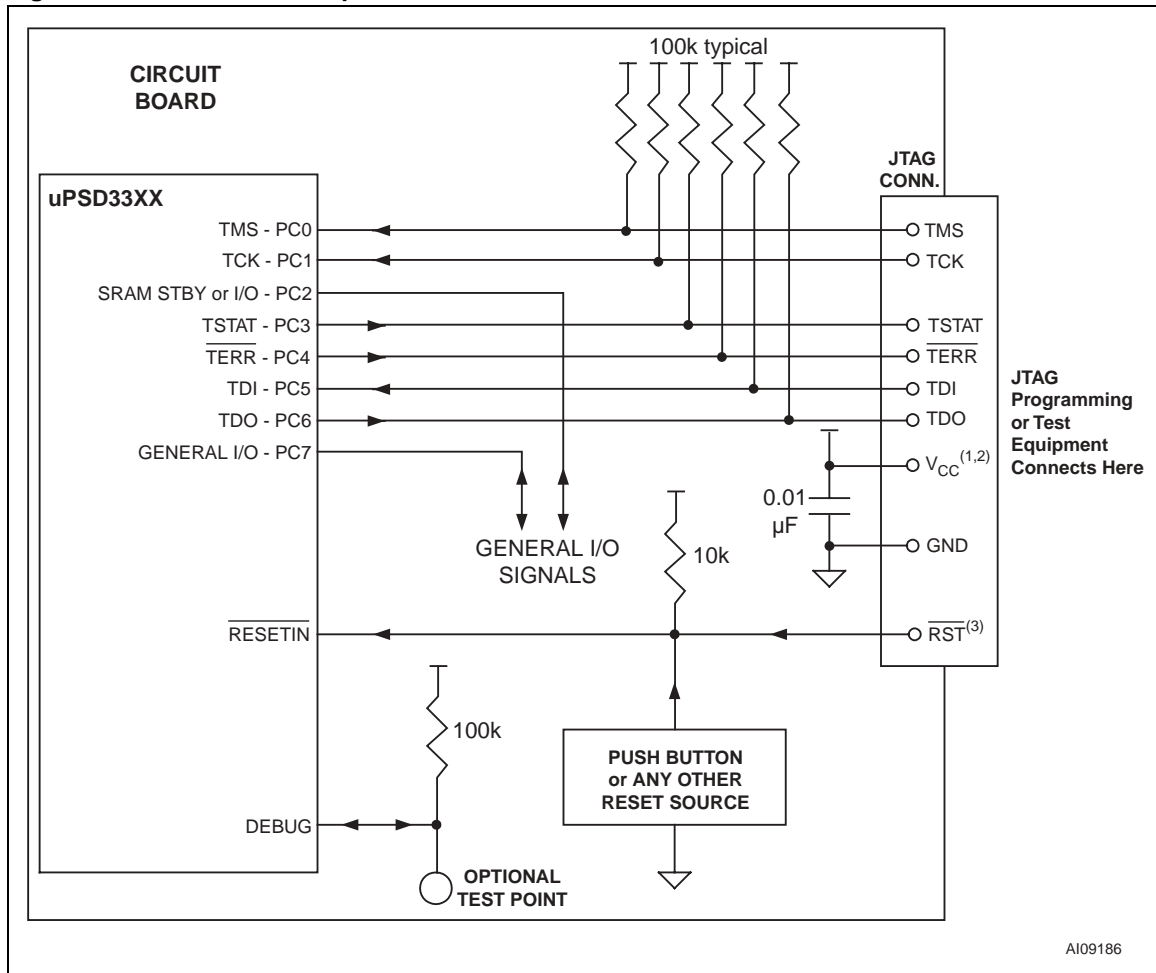 100k typical
CIRCUIT
BOARD
JTAG
CONN.
uPSD33XX
TMS - PC0
TMS
TCK - PC1
TCK
SRAM STBY or I/O - PC2
TSTAT - PC3
TSTAT
TERR - PC4
TERR
TDI - PC5
TDI
TDO - PC6
TDO
GENERAL I/O - PC7
JTAG
Programming
or Test
Equipment
Connects Here
VCC(1,2)
0.01
µF
GND
GENERAL I/O
SIGNALS
10k
RESETIN
RST(3)
100k
PUSH BUTTON
or ANY OTHER
RESET SOURCE
DEBUG
OPTIONAL
TEST POINT
AI09186